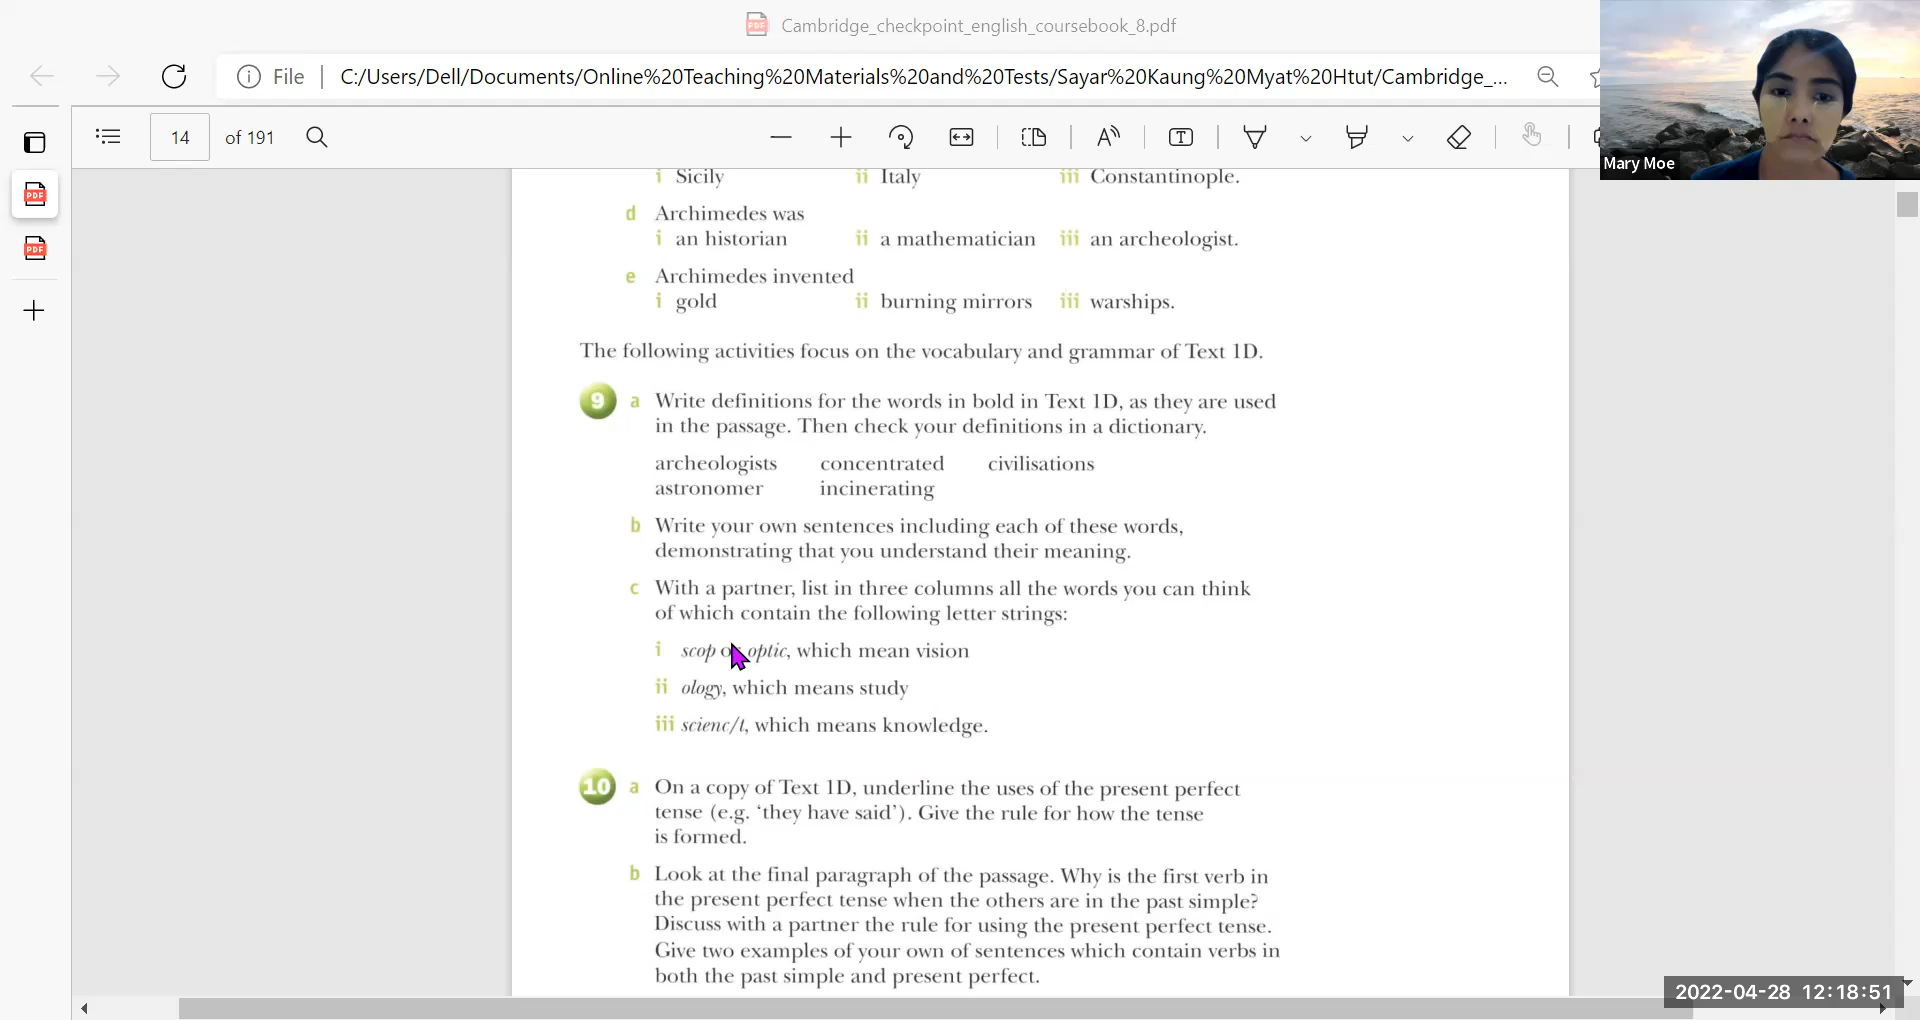 Cambridge_checkpoint_english_coursebook_8.pdf
File
C:/Users/Dell/Documents/Online%20Teaching%20Materials%20and%20Tests/Sayar%20Kaung%20Myat%20Htut/Cambridge_...
14 of 191
Mary Moe
i Sicily ii Italy iii Constantinople.
d Archimedes was
i an historian ii a mathematician iii an archeologist.
e Archimedes invented
i gold ii burning mirrors iii warships.
The following activities focus on the vocabulary and grammar of Text 1D.
9 a Write definitions for the words in bold in Text 1D, as they are used
in the passage. Then check your definitions in a dictionary.
archeologists concentrated civilisations
astronomer incinerating
b Write your own sentences including each of these words,
demonstrating that you understand their meaning.
c With a partner, list in three columns all the words you can think
of which contain the following letter strings:
i scop or optic, which mean vision
ii ology, which means study
iii scienc/t, which means knowledge.
10 a On a copy of Text 1D, underline the uses of the present perfect
tense (e.g. ‘they have said’). Give the rule for how the tense
is formed.
b Look at the final paragraph of the passage. Why is the first verb in
the present perfect tense when the others are in the past simple?
Discuss with a partner the rule for using the present perfect tense.
Give two examples of your own of sentences which contain verbs in
both the past simple and present perfect.
2022-04-28 12:18:51